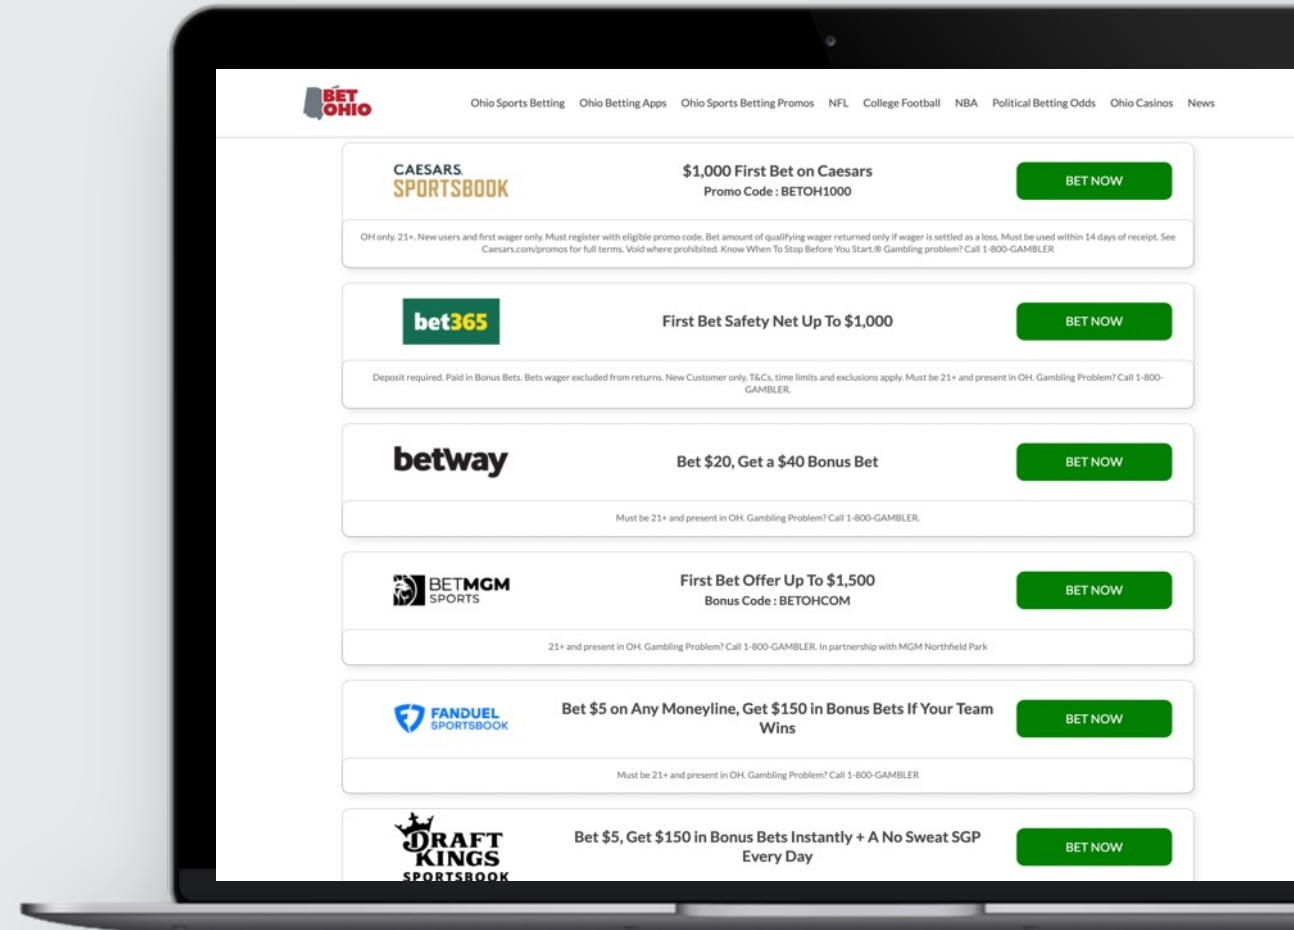 BET
OHIO
Ohio Sports Betting Ohio Betting Apps Ohio Sports Betting Promos NFL College Football NBA Political Betting Odds Ohio Casinos News
CAESARS
SPORTSBOOK
$1,000 First Bet on Caesars
Promo Code : BETOH1000
BET NOW
OH only. 21+. New users and first wager only. Must register with eligible promo code. Bet amount of qualifying wager returned only if wager is settled as a loss. Must be used within 14 days of receipt. See
Caesars.com/promos for full terms. Void where prohibited. Know When To Stop Before You Start.® Gambling problem? Call 1-800-GAMBLER
bet365
First Bet Safety Net Up To $1,000
BET NOW
Deposit required. Paid in Bonus Bets. Bets wager excluded from returns. New Customer only. T&Cs, time limits and exclusions apply. Must be 21+ and present in OH. Gambling Problem? Call 1-800-
GAMBLER.
betway
Bet $20, Get a $40 Bonus Bet
BET NOW
Must be 21+ and present in OH. Gambling Problem? Call 1-800-GAMBLER.
BETMGM
SPORTS
First Bet Offer Up To $1,500
Bonus Code : BETOHCOM
BET NOW
21+ and present in OH. Gambling Problem? Call 1-800-GAMBLER. In partnership with MGM Northfield Park
FANDUEL
SPORTSBOOK
Bet $5 on Any Moneyline, Get $150 in Bonus Bets If Your Team
Wins
BET NOW
Must be 21+ and present in OH. Gambling Problem? Call 1-800-GAMBLER
DRAFT
KINGS
SPORTSBOOK
Bet $5, Get $150 in Bonus Bets Instantly + A No Sweat SGP
Every Day
BET NOW